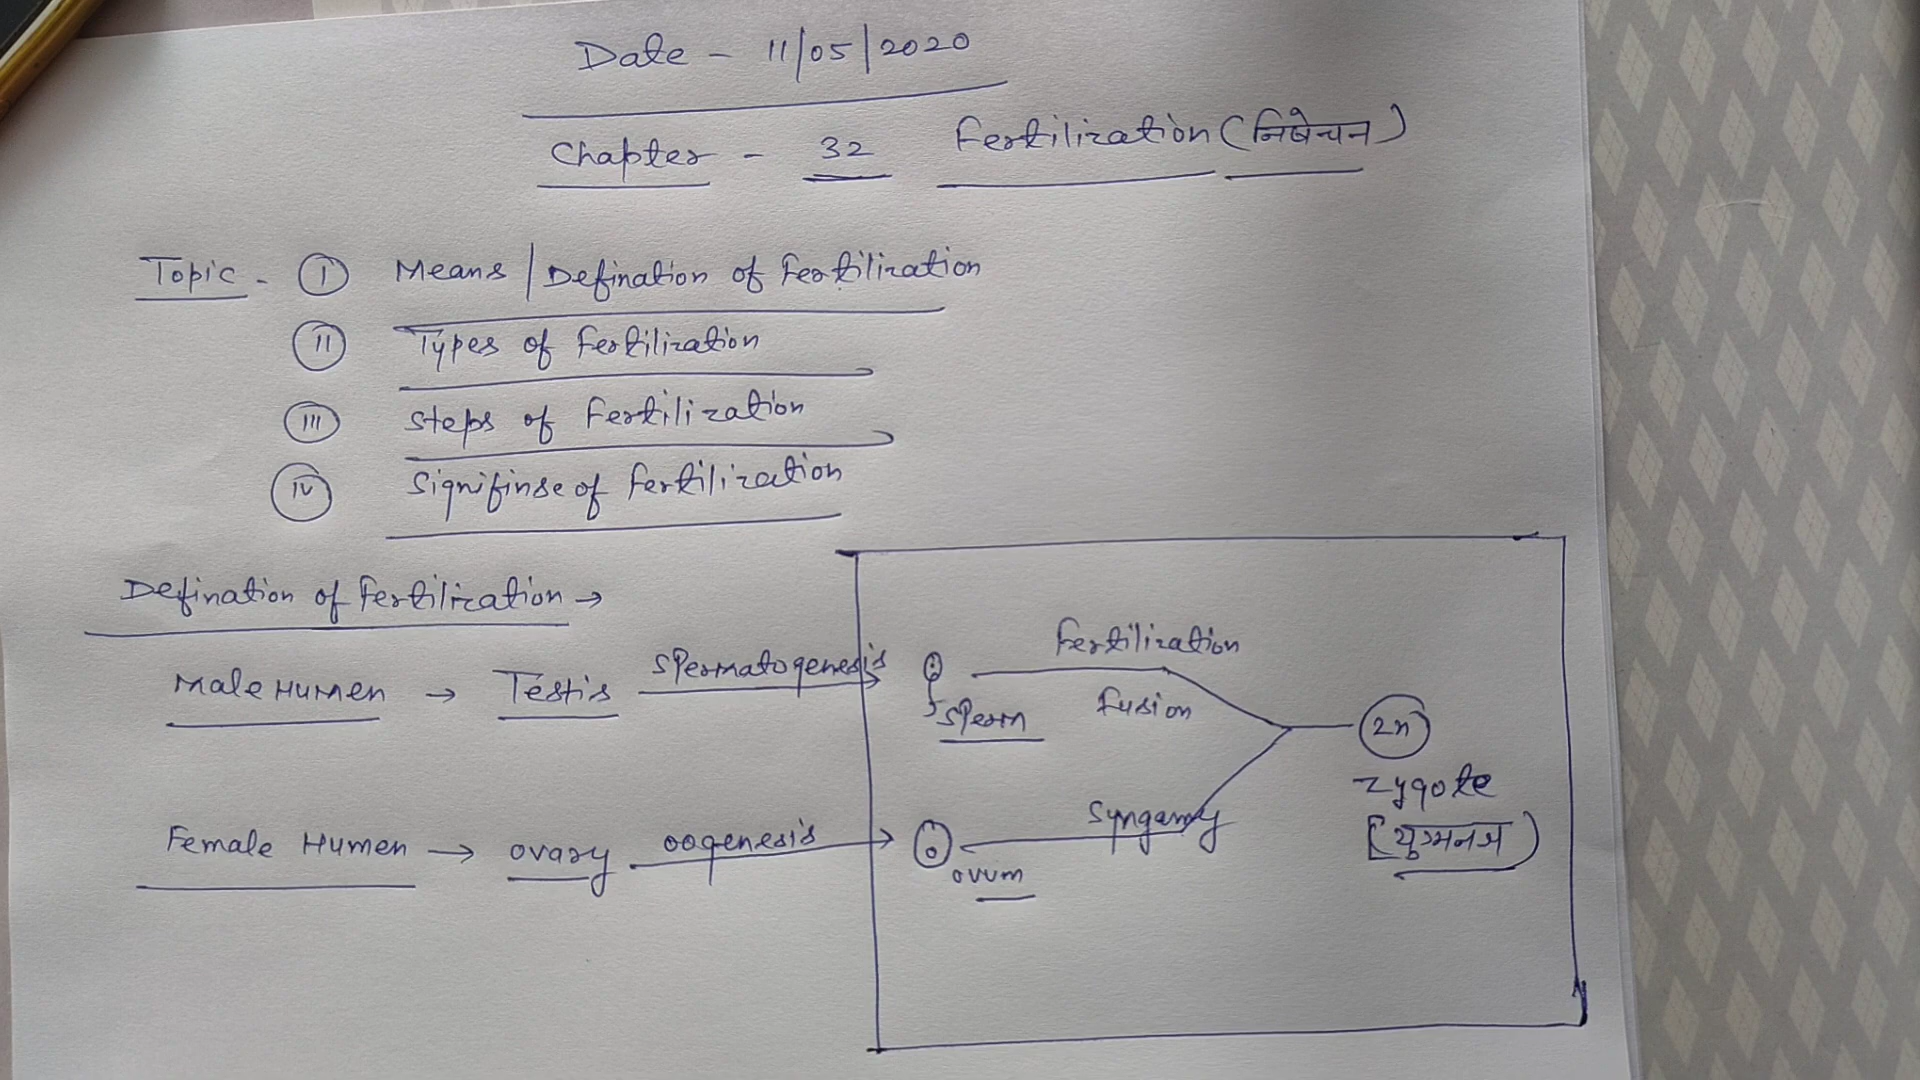 Date - 11/05/2020
Chapter - 32 Fertilization (निषेचन)
Topic - (I) Means / Defination of Fertilization
(II) Types of Fertilization
(III) Steps of Fertilization
(IV) Signifinse of Fertilization
Defination of Fertilization →
Male Humen → Testis Spermatogenesis Sperm Fertilization Fusion 2n
Zygote
(युग्मनज)
Female Humen → ovary oogenesis ovum Syngamy